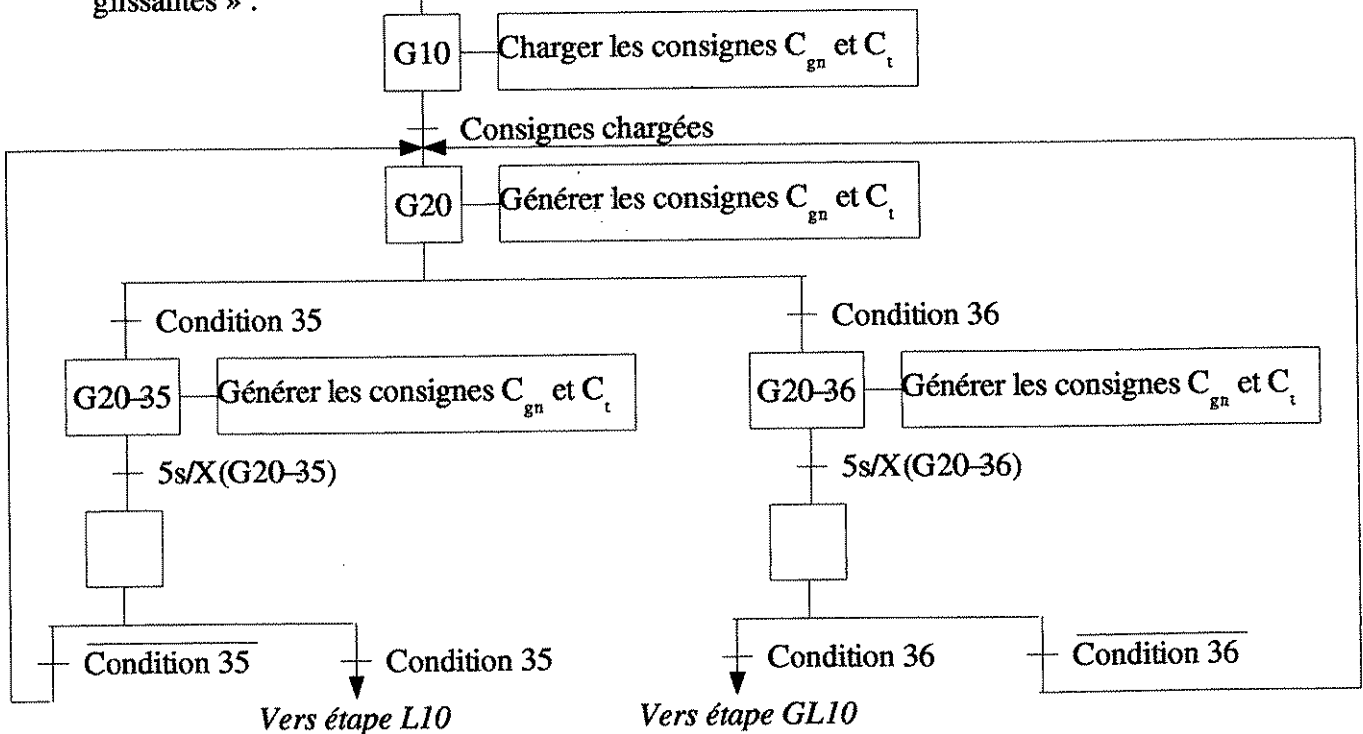 glissantes » :
G10
Charger les consignes C_gn et C_t
Consignes chargées
G20
Générer les consignes C_gn et C_t
Condition 35
Condition 36
G20-35
Générer les consignes C_gn et C_t
G20-36
Générer les consignes C_gn et C_t
5s/X(G20-35)
5s/X(G20-36)
Condition 35
Condition 35
Condition 36
Condition 36
Vers étape L10
Vers étape GL10